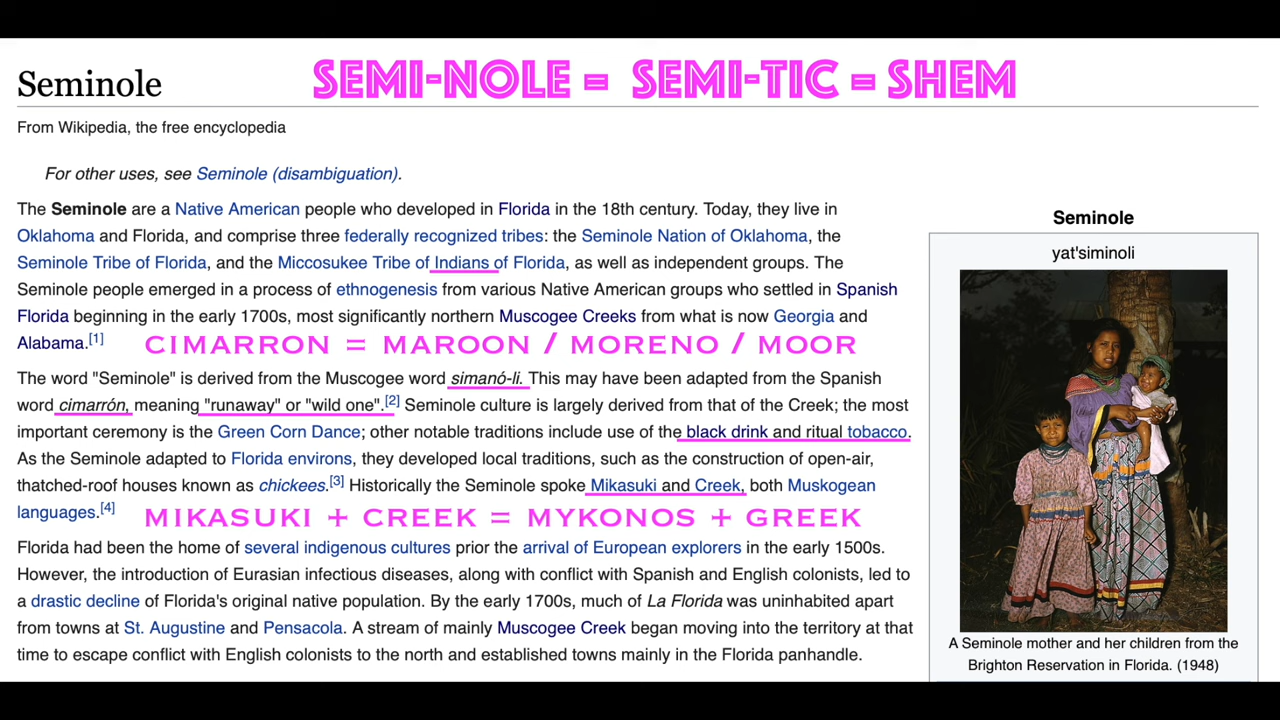 SEMI-NOLE = SEMI-TIC = SHEM
Seminole
From Wikipedia, the free encyclopedia
For other uses, see Seminole (disambiguation).
The Seminole are a Native American people who developed in Florida in the 18th century. Today, they live in
Oklahoma and Florida, and comprise three federally recognized tribes: the Seminole Nation of Oklahoma, the
Seminole Tribe of Florida, and the Miccosukee Tribe of Indians of Florida, as well as independent groups. The
Seminole people emerged in a process of ethnogenesis from various Native American groups who settled in Spanish
Florida beginning in the early 1700s, most significantly northern Muscogee Creeks from what is now Georgia and
Alabama.[1]
CIMARRON = MAROON / MORENO / MOOR
The word "Seminole" is derived from the Muscogee word simanó-li. This may have been adapted from the Spanish
word cimarrón, meaning "runaway" or "wild one".[2] Seminole culture is largely derived from that of the Creek; the most
important ceremony is the Green Corn Dance; other notable traditions include use of the black drink and ritual tobacco.
As the Seminole adapted to Florida environs, they developed local traditions, such as the construction of open-air,
thatched-roof houses known as chickees.[3] Historically the Seminole spoke Mikasuki and Creek, both Muskogean
languages.[4]
MIKASUKI + CREEK = MYKONOS + GREEK
Florida had been the home of several indigenous cultures prior the arrival of European explorers in the early 1500s.
However, the introduction of Eurasian infectious diseases, along with conflict with Spanish and English colonists, led to
a drastic decline of Florida's original native population. By the early 1700s, much of La Florida was uninhabited apart
from towns at St. Augustine and Pensacola. A stream of mainly Muscogee Creek began moving into the territory at that
time to escape conflict with English colonists to the north and established towns mainly in the Florida panhandle.
Seminole
yat'siminoli
A Seminole mother and her children from the
Brighton Reservation in Florida. (1948)